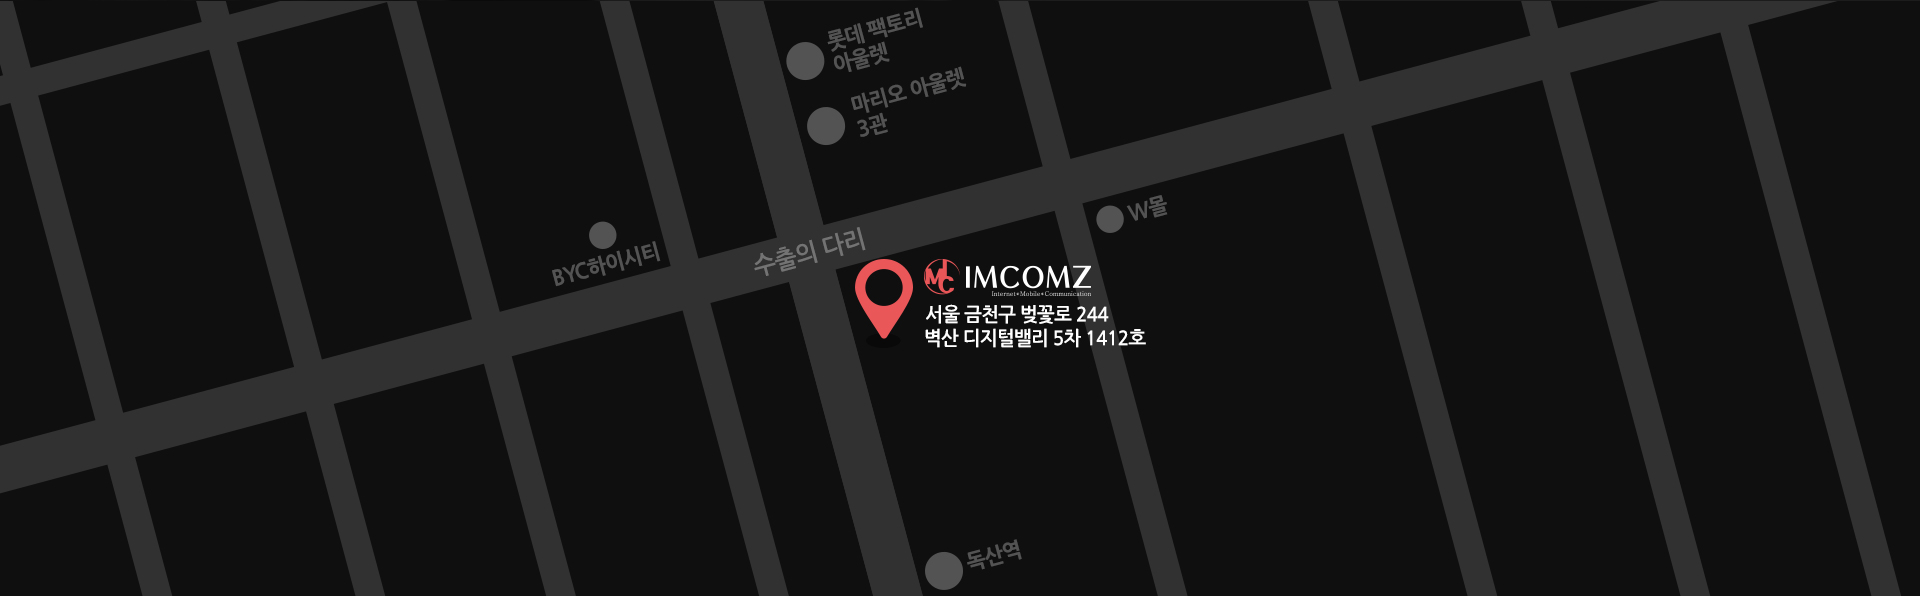 롯데 팩토리
아울렛
마리오 아울렛
3관
W몰
수출의 다리
BYC하이시티
IMC
IMCOMZ
Internet•Mobile•Communication
서울 금천구 벚꽃로 244
벽산 디지털밸리 5차 1412호
독산역